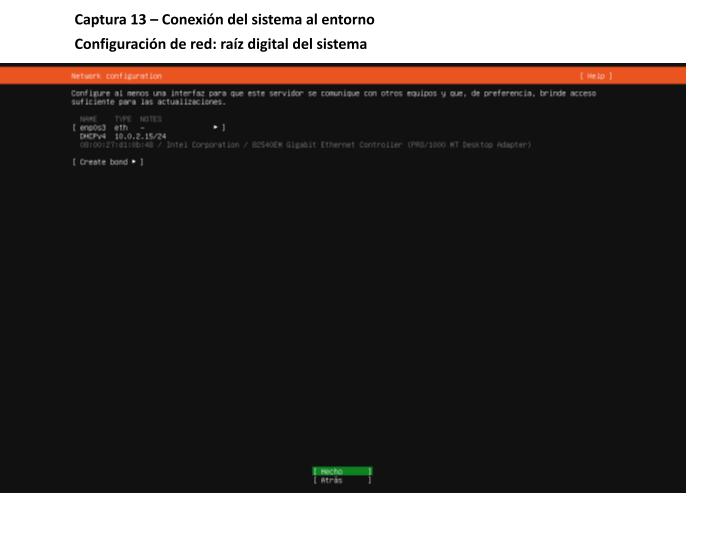 Captura 13 – Conexión del sistema al entorno
Configuración de red: raíz digital del sistema
Network configuration [ Help ]
Configure al menos una interfaz para que este servidor se comunique con otros equipos y que, de preferencia, brinde acceso
suficiente para las actualizaciones.
NAME TYPE NOTES
[ enp0s3 eth - ▸ ]
DHCPv4 10.0.2.15/24
08:00:27:d1:0b:48 / Intel Corporation / 82540EM Gigabit Ethernet Controller (PRO/1000 MT Desktop Adapter)
[ Create bond ▸ ]
[ Hecho ]
[ Atrás ]